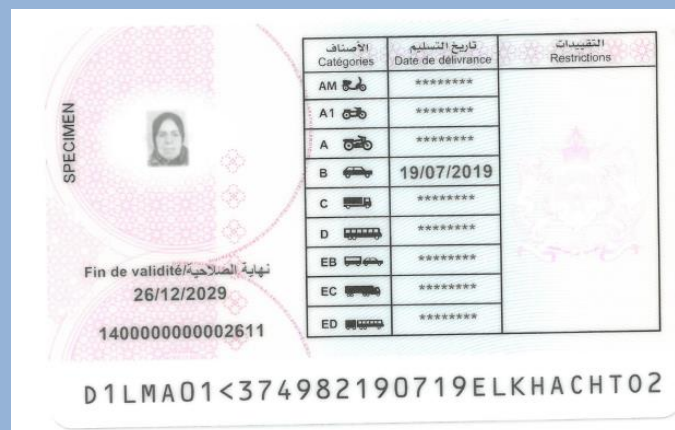 SPECIMEN
الأصناف
Catégories
تاريخ التسليم
Date de délivrance
التقييدات
Restrictions
AM ********
A1 ********
A ********
B 19/07/2019
C ********
D ********
EB ********
EC ********
ED ********
Fin de validité/نهاية الصلاحية
26/12/2029
1400000000002611
D1LMA01<374982190719ELKHACHT02